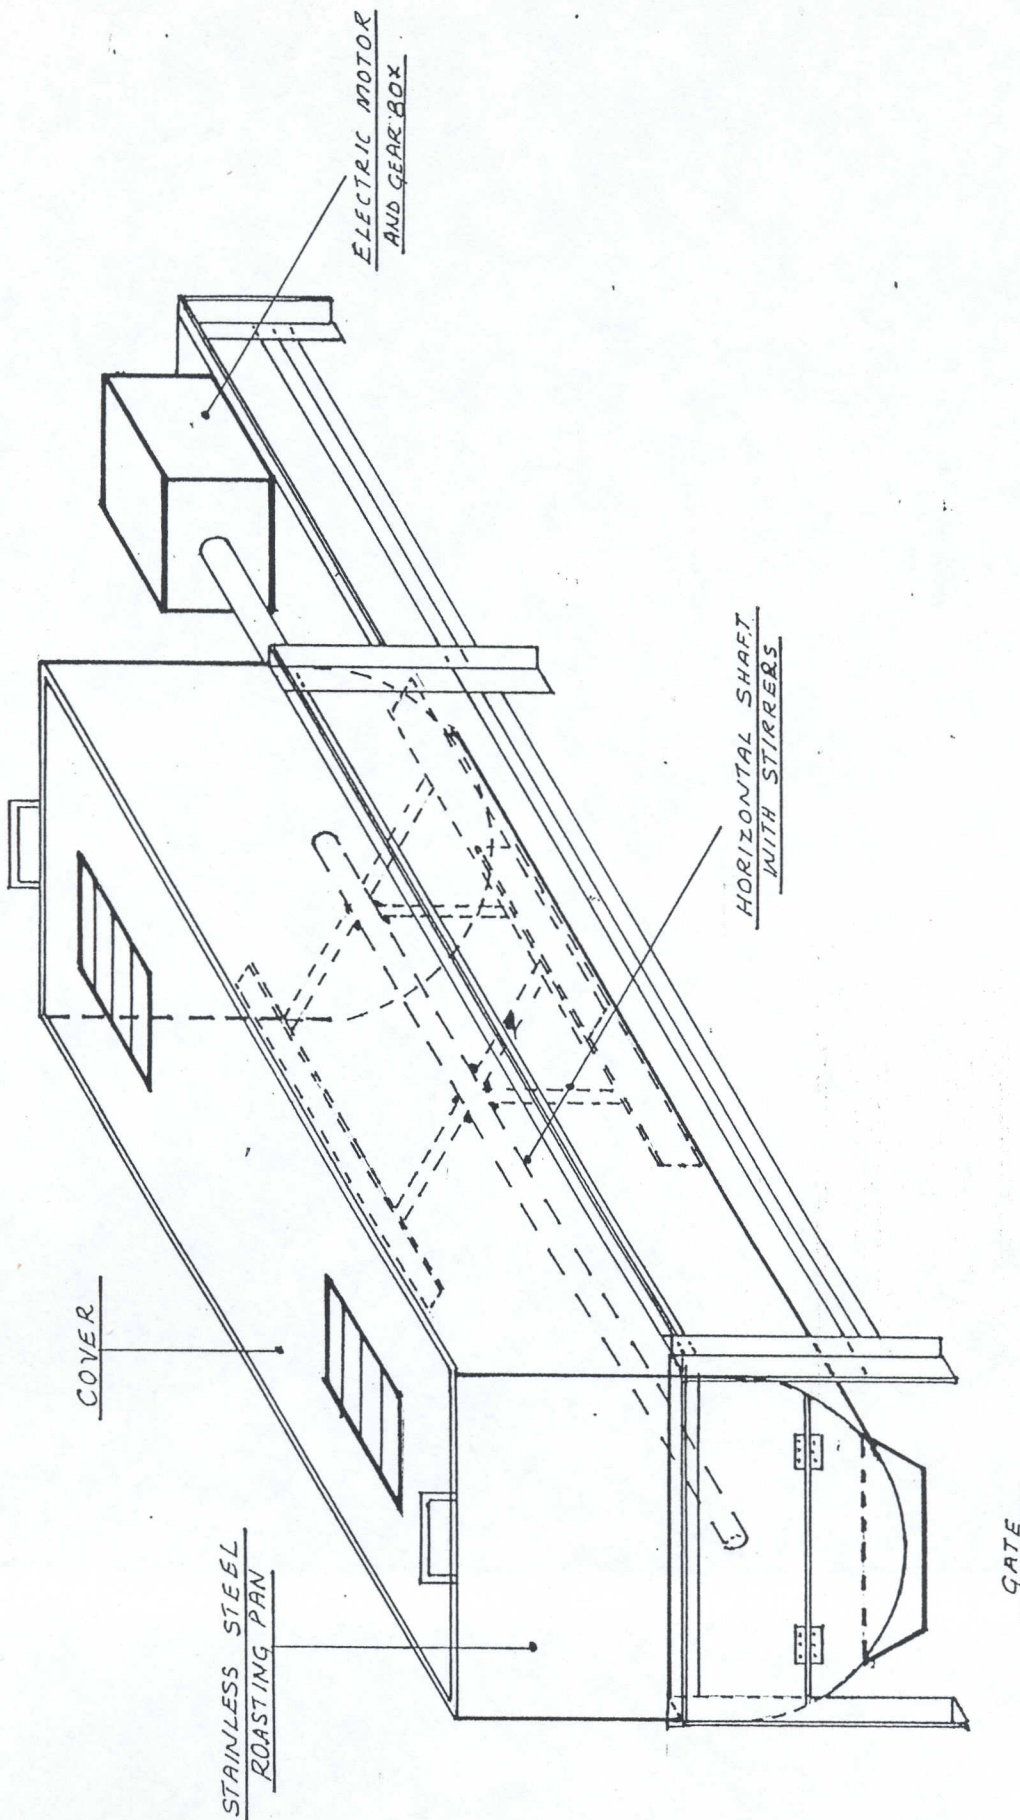 ELECTRIC MOTOR
AND GEAR BOX
HORIZONTAL SHAFT
WITH STIRRERS
COVER
STAINLESS STEEL
ROASTING PAN
GATE